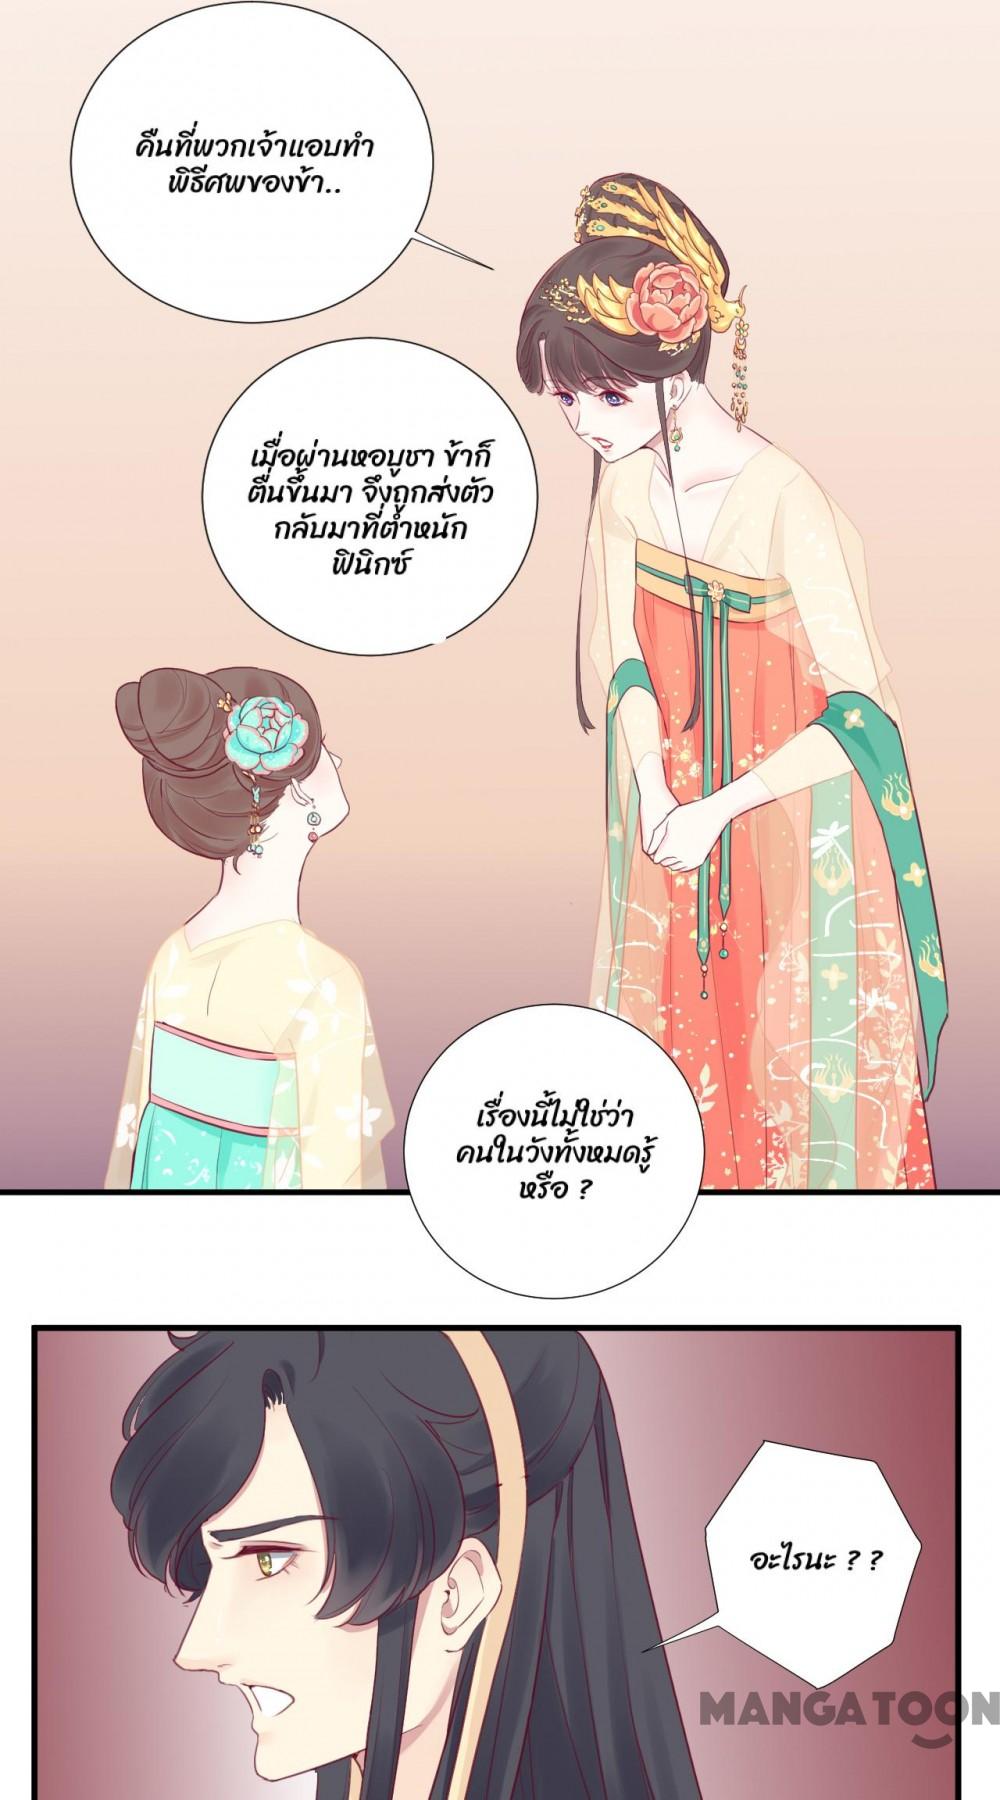 คืนที่พวกเจ้าแอบทำ
พิธีศพของข้า..
เมื่อผ่านหอบูชา ข้าก็
ตื่นขึ้นมา จึงถูกส่งตัว
กลับมาที่ตำหนัก
ฟินิกซ์
เรื่องนี้ไม่ใช่ว่า
คนในวังทั้งหมดรู้
หรือ ?
อะไรนะ ? ?
MANGATOON